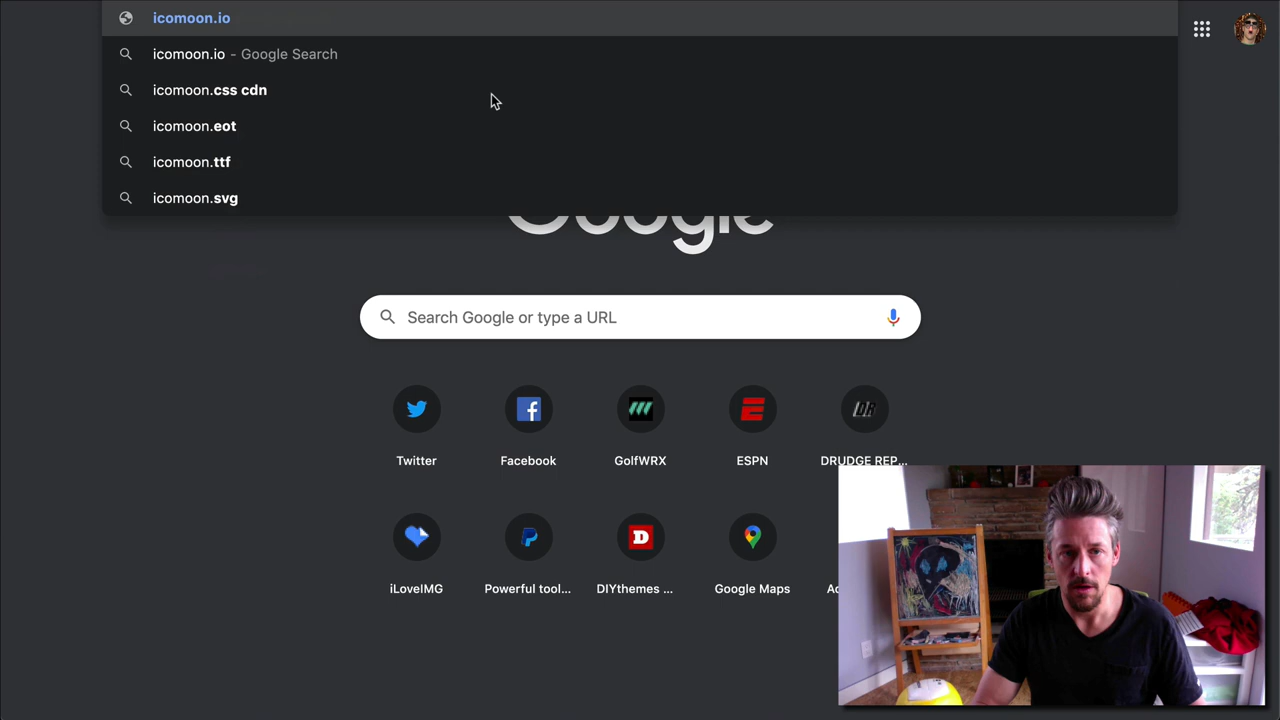 icomoon.io
icomoon.io - Google Search
icomoon.css cdn
icomoon.eot
icomoon.ttf
icomoon.svg
Google
Search Google or type a URL
Twitter
Facebook
GolfWRX
ESPN
DRUDGE REP...
iLoveIMG
Powerful tool...
DIYthemes ...
Google Maps